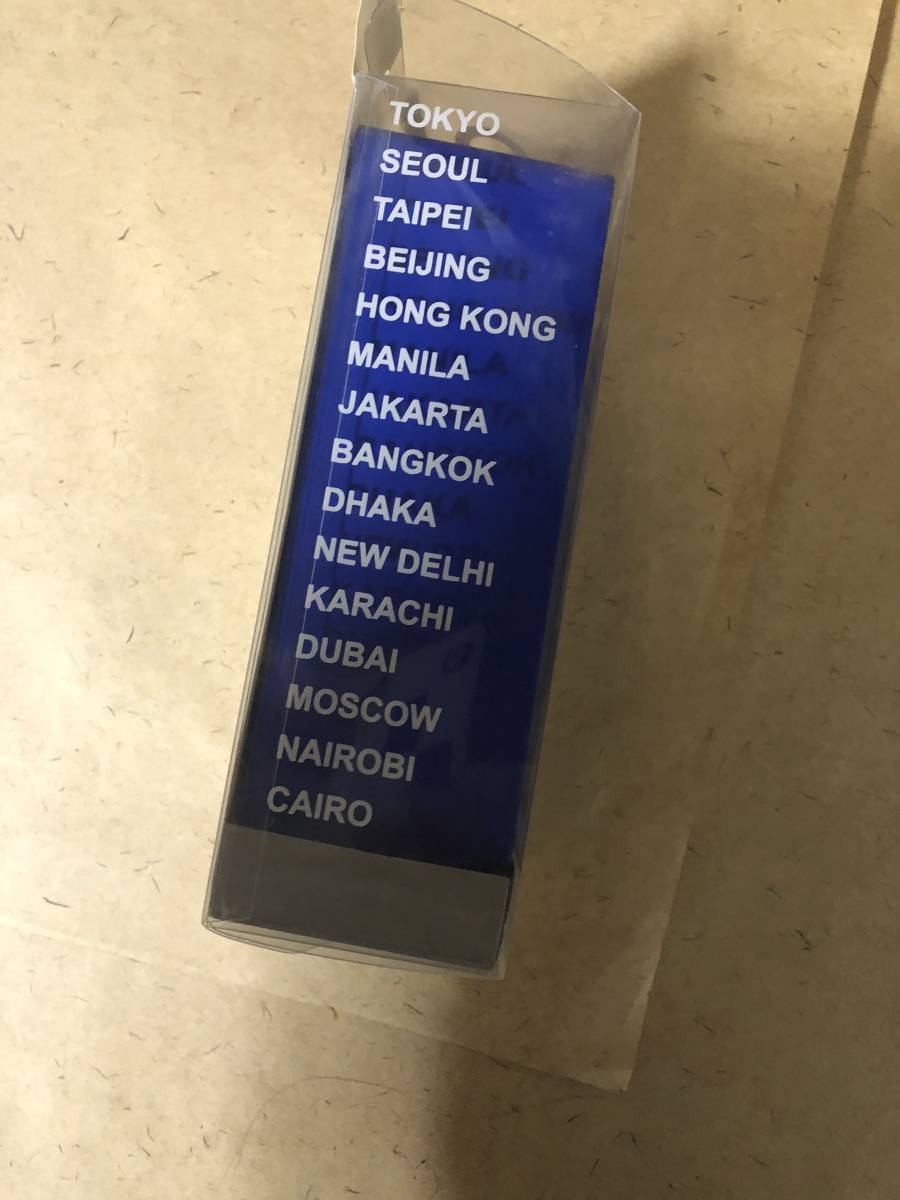 TOKYO
SEOUL
TAIPEI
BEIJING
HONG KONG
MANILA
JAKARTA
BANGKOK
DHAKA
NEW DELHI
KARACHI
DUBAI
MOSCOW
NAIROBI
CAIRO